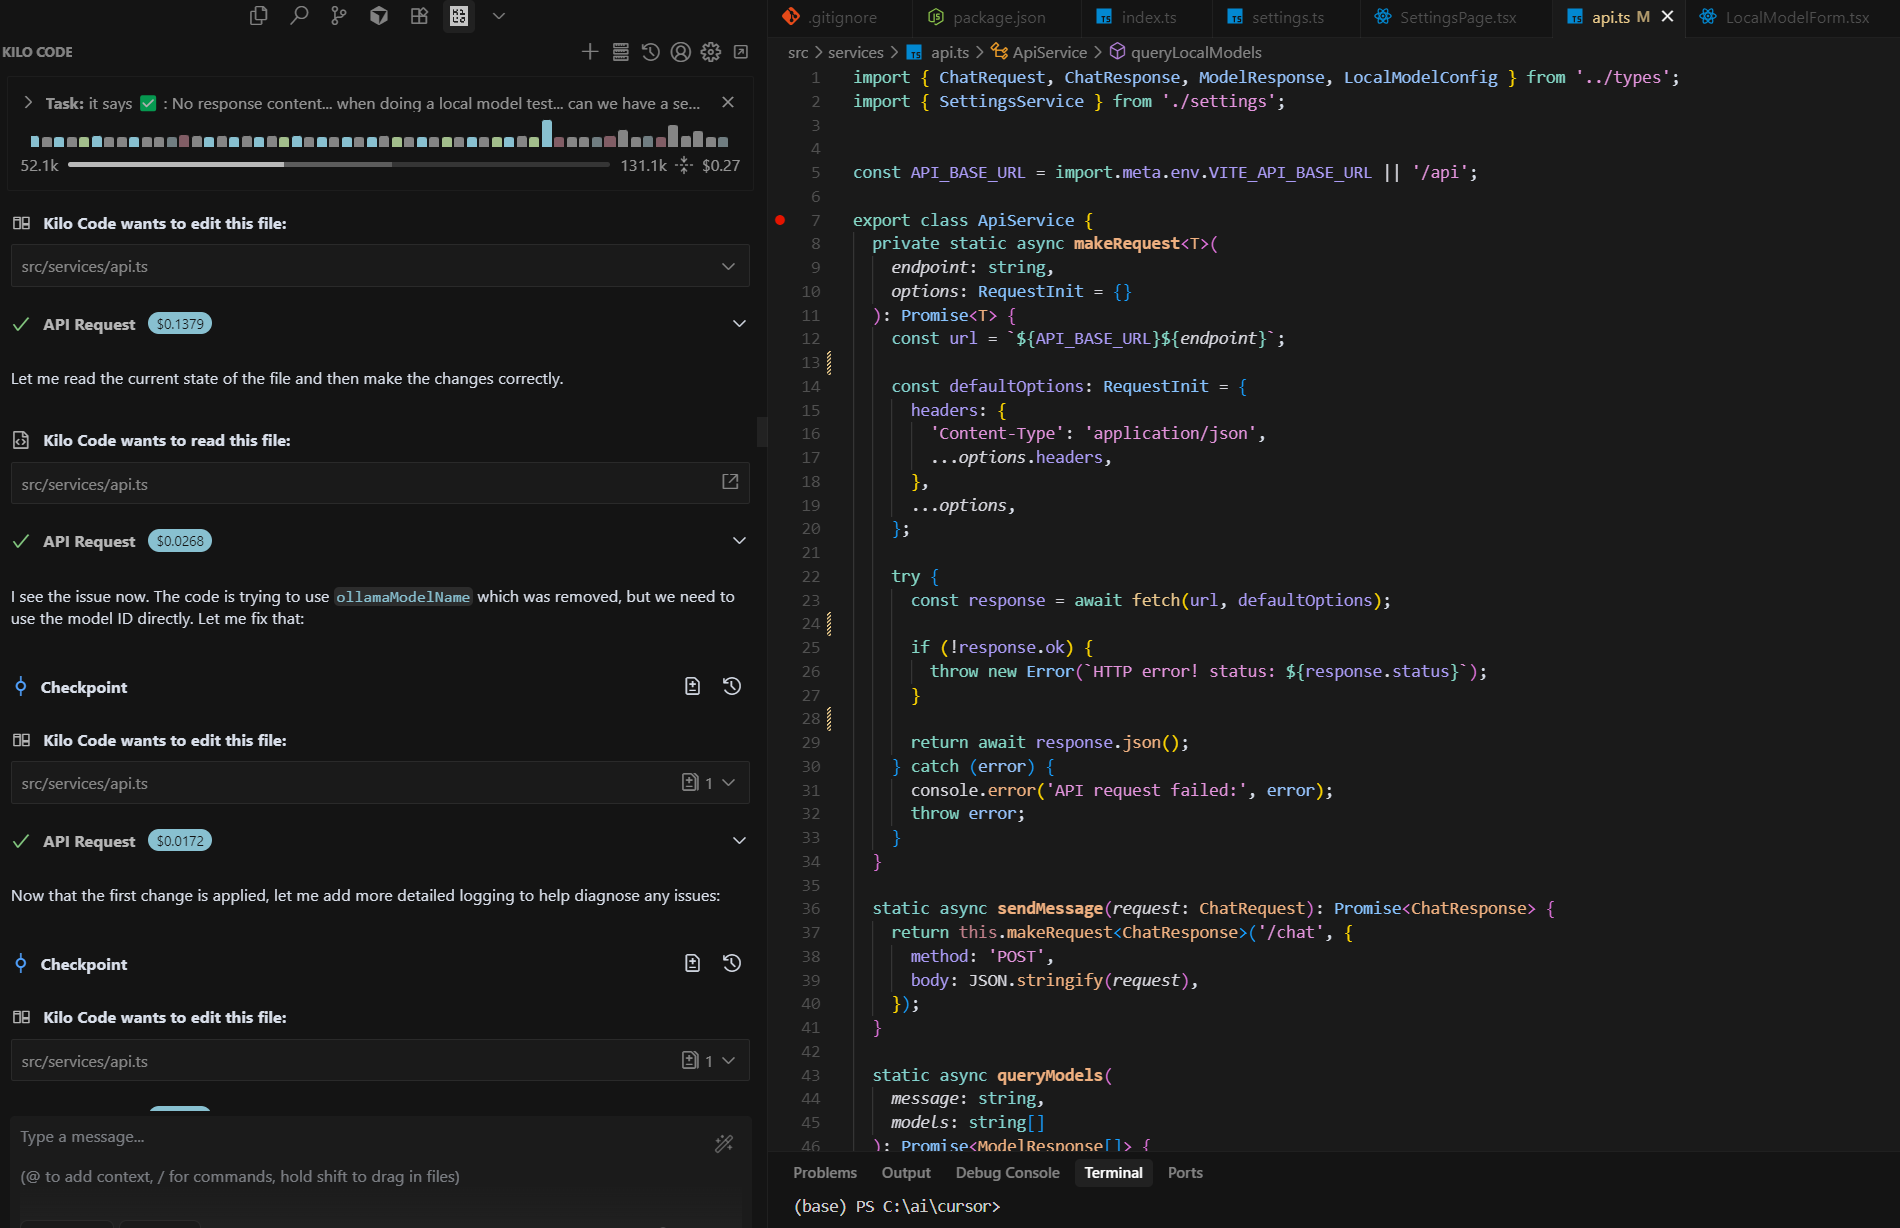 KILO CODE
Task: it says ✅ : No response content... when doing a local model test... can we have a se...
52.1k 131.1k $0.27
Kilo Code wants to edit this file:
src/services/api.ts
API Request $0.1379
Let me read the current state of the file and then make the changes correctly.
Kilo Code wants to read this file:
src/services/api.ts
API Request $0.0268
I see the issue now. The code is trying to use ollamaModelName which was removed, but we need to
use the model ID directly. Let me fix that:
Checkpoint
Kilo Code wants to edit this file:
src/services/api.ts 1
API Request $0.0172
Now that the first change is applied, let me add more detailed logging to help diagnose any issues:
Checkpoint
Kilo Code wants to edit this file:
src/services/api.ts 1
Type a message...
(@ to add context, / for commands, hold shift to drag in files)
.gitignore package.json TS index.ts TS settings.ts SettingsPage.tsx TS api.ts M LocalModelForm.tsx
src > services > TS api.ts > ApiService > queryLocalModels
1 import { ChatRequest, ChatResponse, ModelResponse, LocalModelConfig } from '../types';
2 import { SettingsService } from './settings';
3
4
5 const API_BASE_URL = import.meta.env.VITE_API_BASE_URL || '/api';
6
7 export class ApiService {
8 private static async makeRequest<T>(
9 endpoint: string,
10 options: RequestInit = {}
11 ): Promise<T> {
12 const url = `${API_BASE_URL}${endpoint}`;
13
14 const defaultOptions: RequestInit = {
15 headers: {
16 'Content-Type': 'application/json',
17 ...options.headers,
18 },
19 ...options,
20 };
21
22 try {
23 const response = await fetch(url, defaultOptions);
24
25 if (!response.ok) {
26 throw new Error(`HTTP error! status: ${response.status}`);
27 }
28
29 return await response.json();
30 } catch (error) {
31 console.error('API request failed:', error);
32 throw error;
33 }
34 }
35
36 static async sendMessage(request: ChatRequest): Promise<ChatResponse> {
37 return this.makeRequest<ChatResponse>('/chat', {
38 method: 'POST',
39 body: JSON.stringify(request),
40 });
41 }
42
43 static async queryModels(
44 message: string,
45 models: string[]
46 ): Promise<ModelResponse[]> {
Problems Output Debug Console Terminal Ports
(base) PS C:\ai\cursor>